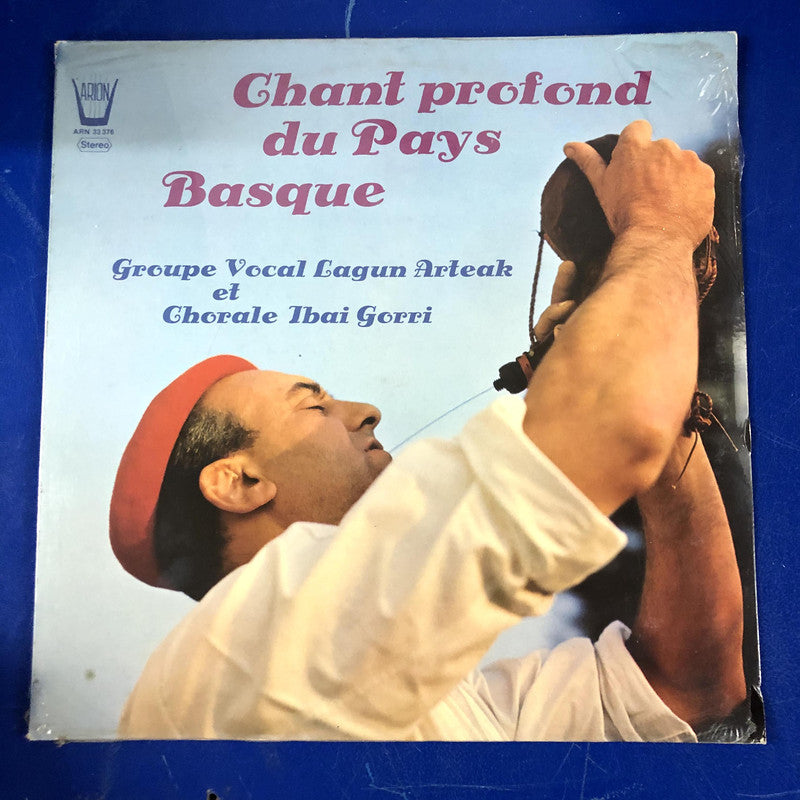 ARION
ARN 33.376
Stereo
Chant profond
du Pays
Basque
Groupe Vocal Lagun Arteak
et
Chorale Ibai Gorri